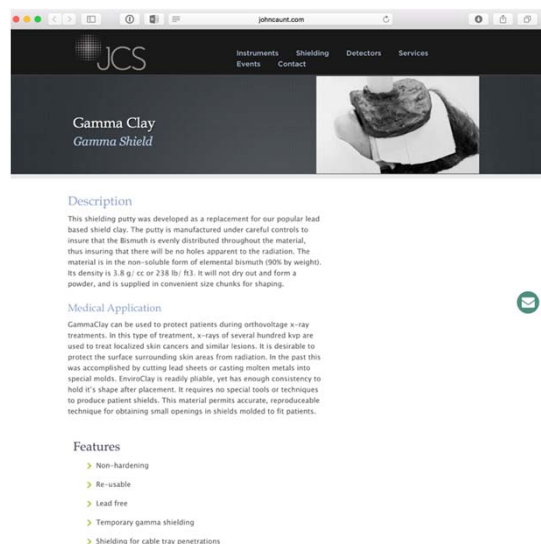 johncaunt.com
JCS
Instruments Shielding Detectors Services
Events Contact
Gamma Clay
Gamma Shield
Description
This shielding putty was developed as a replacement for our popular lead
based shield clay. The putty is manufactured under careful controls to
insure that the Bismuth is evenly distributed throughout the material,
thus insuring that there will be no holes apparent to the radiation. The
material is in the non-soluble form of elemental bismuth (90% by weight).
Its density is 3.8 g/ cc or 238 lb/ ft3. It will not dry out and form a
powder, and is supplied in convenient size chunks for shaping.
Medical Application
GammaClay can be used to protect patients during orthovoltage x-ray
treatments. In this type of treatment, x-rays of several hundred kvp are
used to treat localized skin cancers and similar lesions. It is desirable to
protect the surface surrounding skin areas from radiation. In the past this
was accomplished by cutting lead sheets or casting molten metals into
special molds. EnviroClay is readily pliable, yet has enough consistency to
hold it's shape after placement. It requires no special tools or techniques
to produce patient shields. This material permits accurate, reproduceable
technique for obtaining small openings in shields molded to fit patients.
Features
Non-hardening
Re-usable
Lead free
Temporary gamma shielding
Shielding for cable tray penetrations